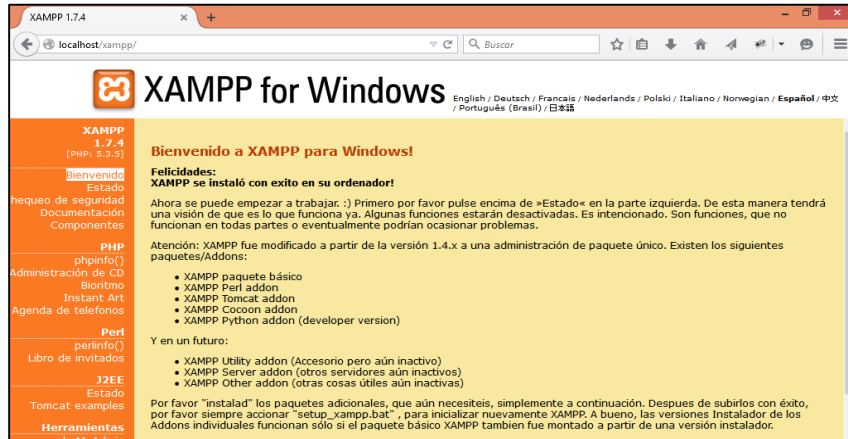 XAMPP 1.7.4
localhost/xampp/
Buscar
XAMPP for Windows
English / Deutsch / Francais / Nederlands / Polski / Italiano / Norwegian / Español / 中文
/ Português (Brasil) / 日本語
XAMPP
1.7.4
[PHP: 5.3.5]
Bienvenido
Estado
hequeo de seguridad
Documentación
Componentes
PHP
phpinfo()
Administración de CD
Bioritmo
Instant Art
Agenda de telefonos
Perl
perlinfo()
Libro de invitados
J2EE
Estado
Tomcat examples
Herramientas
Bienvenido a XAMPP para Windows!
Felicidades:
XAMPP se instaló con exito en su ordenador!
Ahora se puede empezar a trabajar. :) Primero por favor pulse encima de »Estado« en la parte izquierda. De esta manera tendrá
una visión de que es lo que funciona ya. Algunas funciones estarán desactivadas. Es intencionado. Son funciones, que no
funcionan en todas partes o eventualmente podrían ocasionar problemas.
Atención: XAMPP fue modificado a partir de la versión 1.4.x a una administración de paquete único. Existen los siguientes
paquetes/Addons:
• XAMPP paquete básico
• XAMPP Perl addon
• XAMPP Tomcat addon
• XAMPP Cocoon addon
• XAMPP Python addon (developer version)
Y en un futuro:
• XAMPP Utility addon (Accesorio pero aún inactivo)
• XAMPP Server addon (otros servidores aún inactivos)
• XAMPP Other addon (otras cosas útiles aún inactivas)
Por favor "instalad" los paquetes adicionales, que aún necesiteis, simplemente a continuación. Despues de subirlos con éxito,
por favor siempre accionar "setup_xampp.bat" , para inicializar nuevamente XAMPP. A bueno, las versiones Instalador de los
Addons individuales funcionan sólo si el paquete básico XAMPP tambien fue montado a partir de una versión instalador.